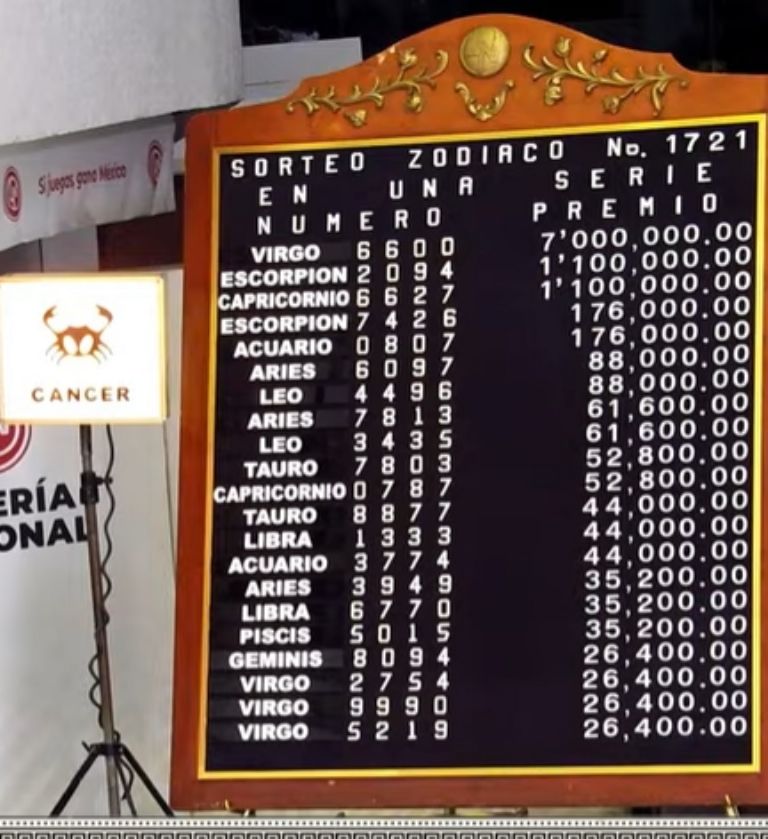 Si juegas, gana México
CANCER
ERÍA
ONAL
SORTEO ZODIACO No. 1721
EN UNA SERIE
NUMERO PREMIO
VIRGO 6600 7'000,000.00
ESCORPION 2094 1'100,000.00
CAPRICORNIO 6627 1'100,000.00
ESCORPION 7426 176,000.00
ACUARIO 0807 176,000.00
ARIES 6097 88,000.00
LEO 4496 88,000.00
ARIES 7813 61,600.00
LEO 3435 61,600.00
TAURO 7803 52,800.00
CAPRICORNIO 0787 52,800.00
TAURO 8877 44,000.00
LIBRA 1333 44,000.00
ACUARIO 3774 44,000.00
ARIES 3949 35,200.00
LIBRA 6770 35,200.00
PISCIS 5015 35,200.00
GEMINIS 8094 26,400.00
VIRGO 2754 26,400.00
VIRGO 9990 26,400.00
VIRGO 5219 26,400.00